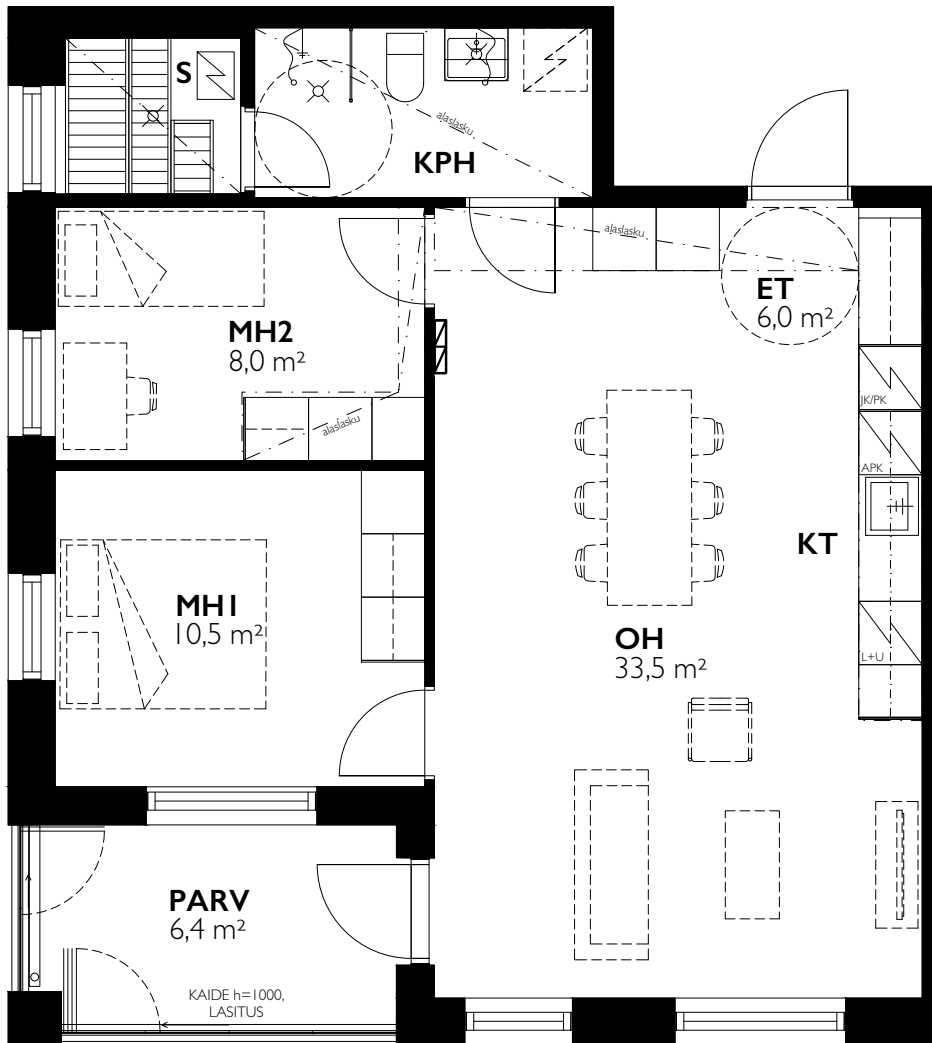 S
alaslasku
KPH
alaslasku
ET
6,0 m²
MH2
8,0 m²
JK/PK
alaslasku
APK
KT
MH1
10,5 m²
OH
33,5 m²
L+U
PARV
6,4 m²
KAIDE h=1000,
LASITUS